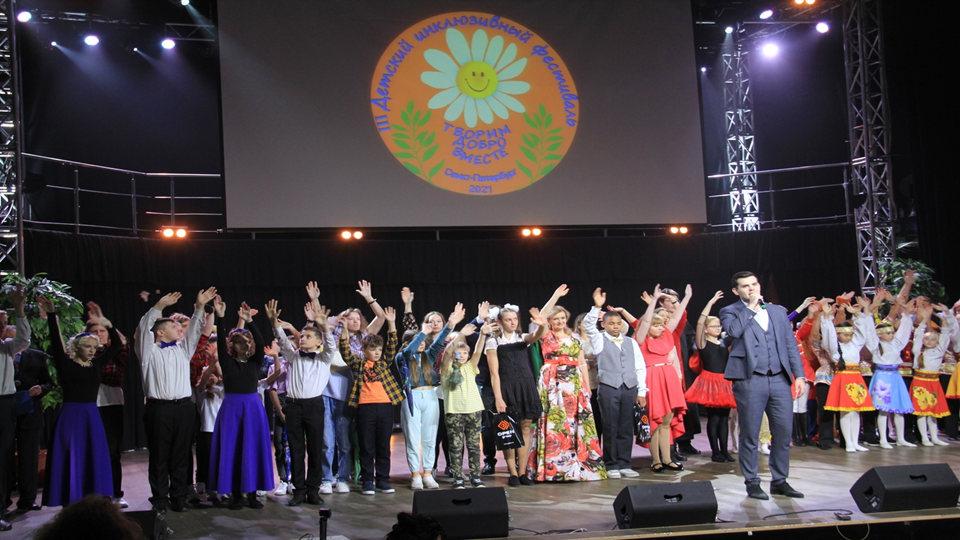 III Детский инклюзивный фестиваль
ТВОРИМ
ДОБРО
ВМЕСТЕ
Санкт-Петербург
2021